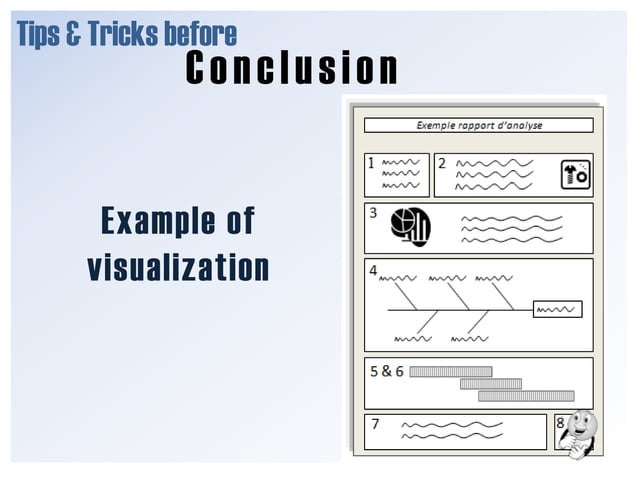 Tips & Tricks before
Conclusion
Example of
visualization
Exemple rapport d'analyse
1
2
3
4
5 & 6
7
8